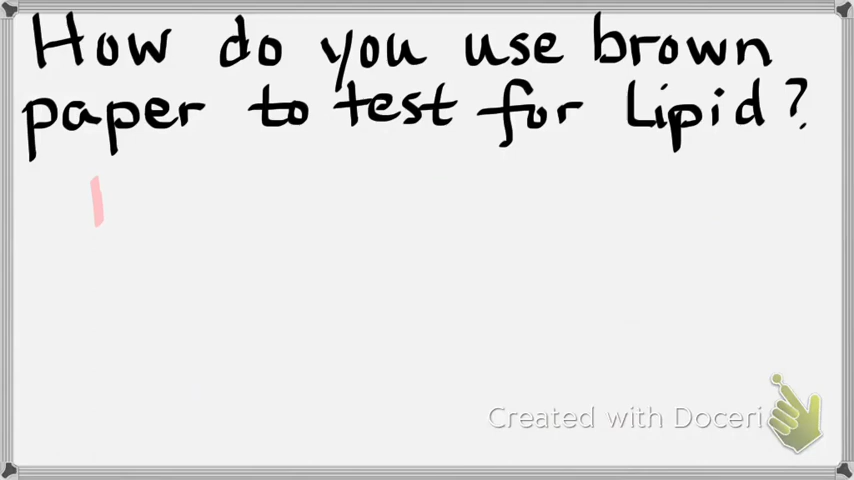 How do you use brown
paper to test for Lipid?
Created with Doceri